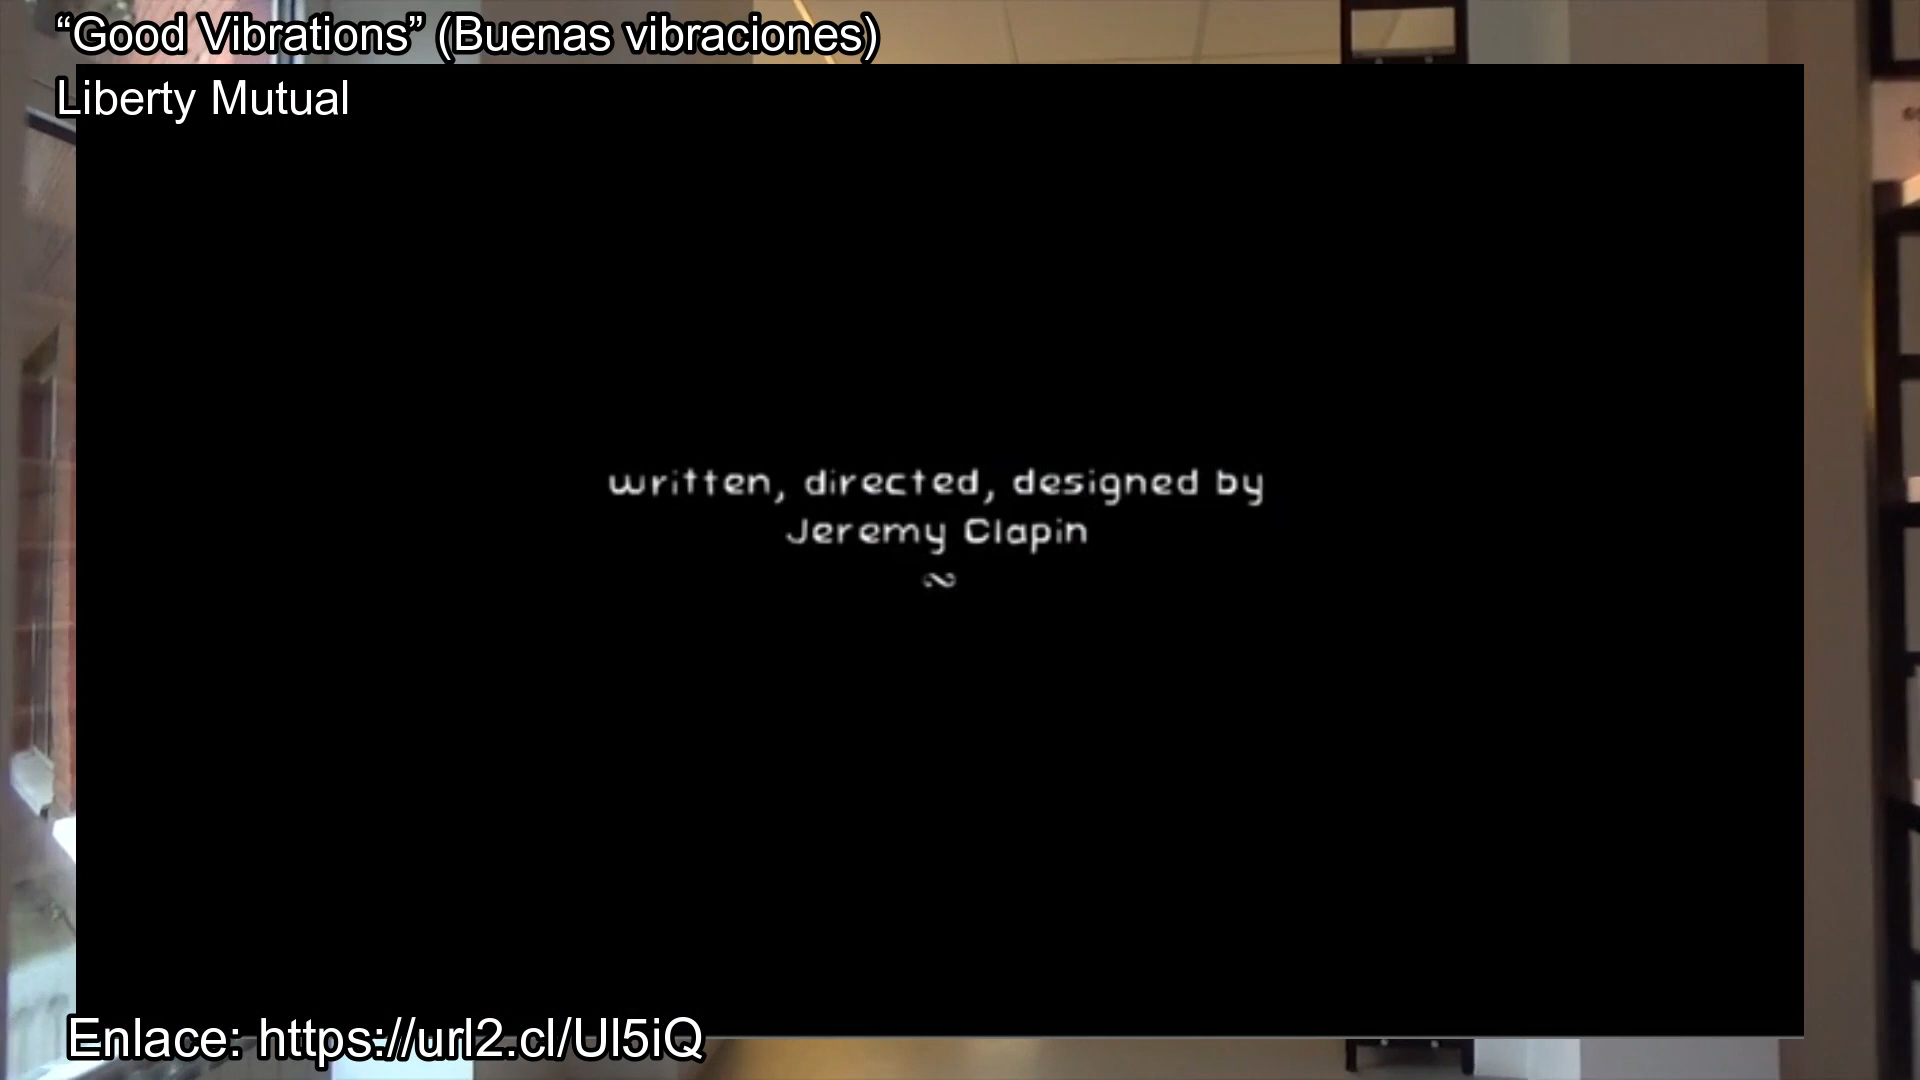 “Good Vibrations” (Buenas vibraciones)
Liberty Mutual
written, directed, designed by
Jeremy Clapin
~
Enlace: https://url2.cl/Ul5iQ